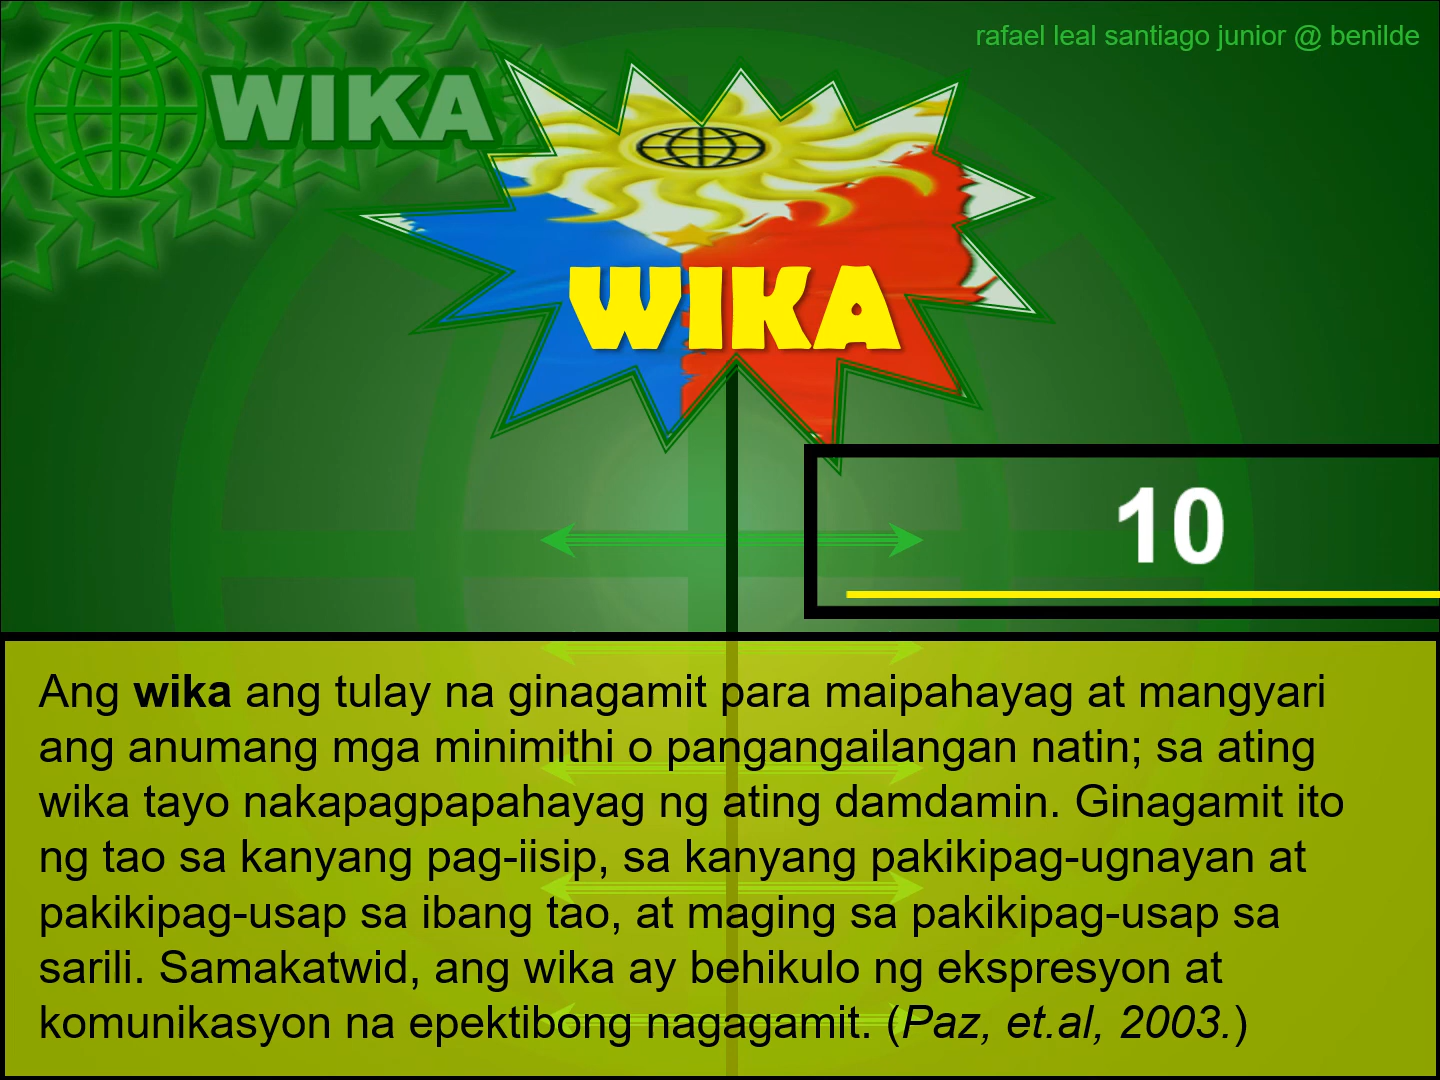 rafael leal santiago junior @ benilde
WIKA
WIKA
10
Ang wika ang tulay na ginagamit para maipahayag at mangyari
ang anumang mga minimithi o pangangailangan natin; sa ating
wika tayo nakapagpapahayag ng ating damdamin. Ginagamit ito
ng tao sa kanyang pag-iisip, sa kanyang pakikipag-ugnayan at
pakikipag-usap sa ibang tao, at maging sa pakikipag-usap sa
sarili. Samakatwid, ang wika ay behikulo ng ekspresyon at
komunikasyon na epektibong nagagamit. (Paz, et.al, 2003.)